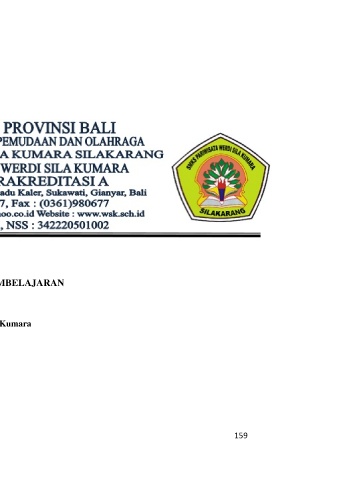 PROVINSI BALI
PEMUDAAN DAN OLAHRAGA
A KUMARA SILAKARANG
WERDI SILA KUMARA
RAKREDITASI A
adu Kaler, Sukawati, Gianyar, Bali
7, Fax : (0361)980677
oo.co.id Website : www.wsk.sch.id
, NSS : 342220501002
SMKS PARIWISATA WERDI SILA KUMARA
SILAKARANG
MBELAJARAN
Kumara
159